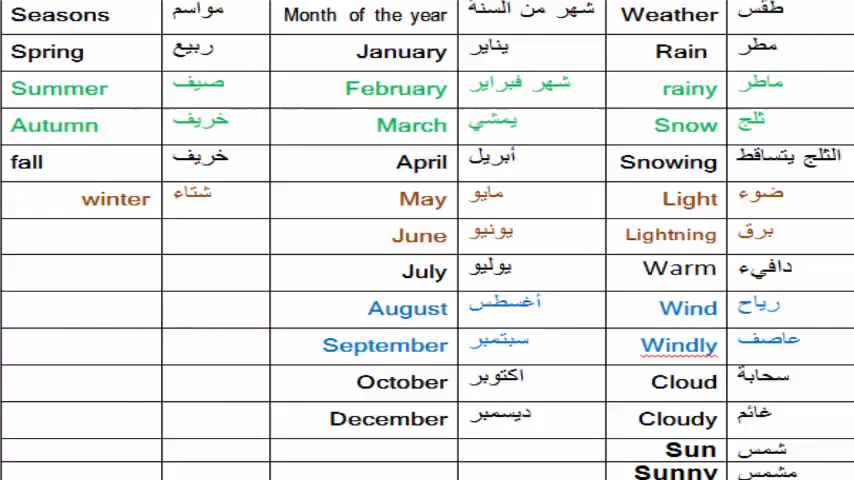 Seasons مواسم Month of the year شهر من السنة Weather طقس
Spring ربيع January يناير Rain مطر
Summer صيف February شهر فبراير rainy ماطر
Autumn خريف March يمشي Snow ثلج
fall خريف April أبريل Snowing الثلج يتساقط
winter شتاء May مايو Light ضوء
June يونيو Lightning برق
July يوليو Warm دافيء
August أغسطس Wind رياح
September سبتمبر Windly عاصف
October اكتوبر Cloud سحابة
December ديسمبر Cloudy غائم
Sun شمس
Sunny مشمس